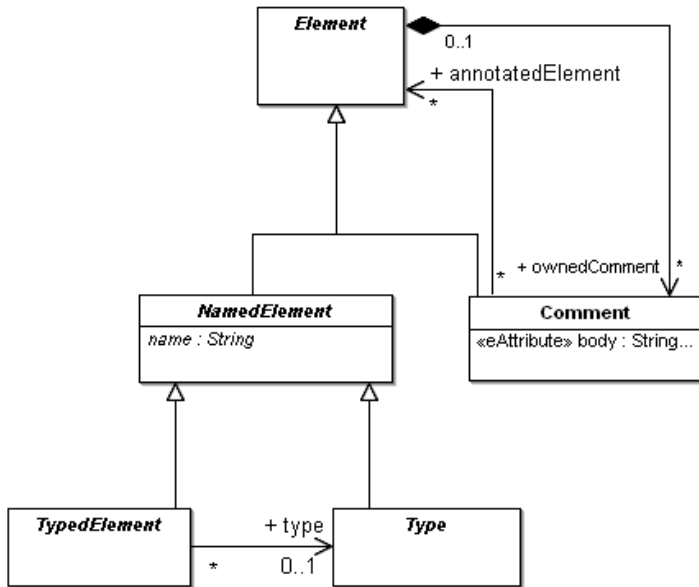 Element
0..1
+ annotatedElement
*
*
+ ownedComment
*
NamedElement
name : String
Comment
«eAttribute» body : String...
TypedElement
+ type
Type
*
0..1